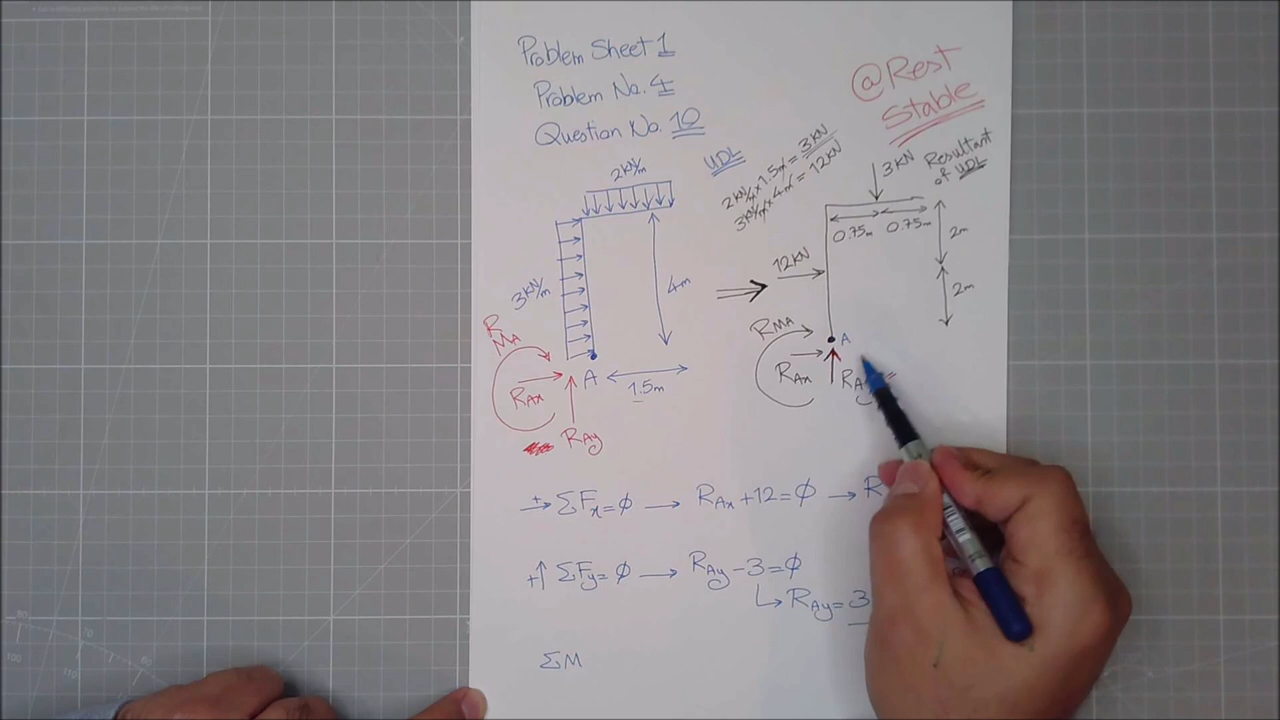 Problem Sheet 1
Problem No. 4
Question No. 10
@Rest
Stable
UDL
2kN/m
2kN/m x 1.5m = 3kN
3kN/m x 4m = 12kN
3kN
Resultant
of UDL
0.75m
0.75m
2m
2m
12kN
3kN/m
4m
R
MA
RAx
A
1.5m
RAy
RMA
A
RAx
RAy =
+ ΣFx=ϕ → RAx+12=ϕ → R
+↑ ΣFy=ϕ → RAy-3=ϕ
↳ RAy=3
ΣM